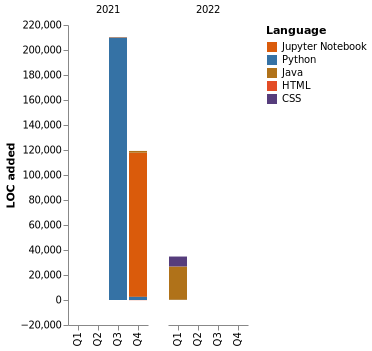 2021
2022
220,000
200,000
180,000
160,000
140,000
120,000
100,000
80,000
60,000
40,000
20,000
0
−20,000
LOC added
Q1
Q2
Q3
Q4
Q1
Q2
Q3
Q4
Language
Jupyter Notebook
Python
Java
HTML
CSS